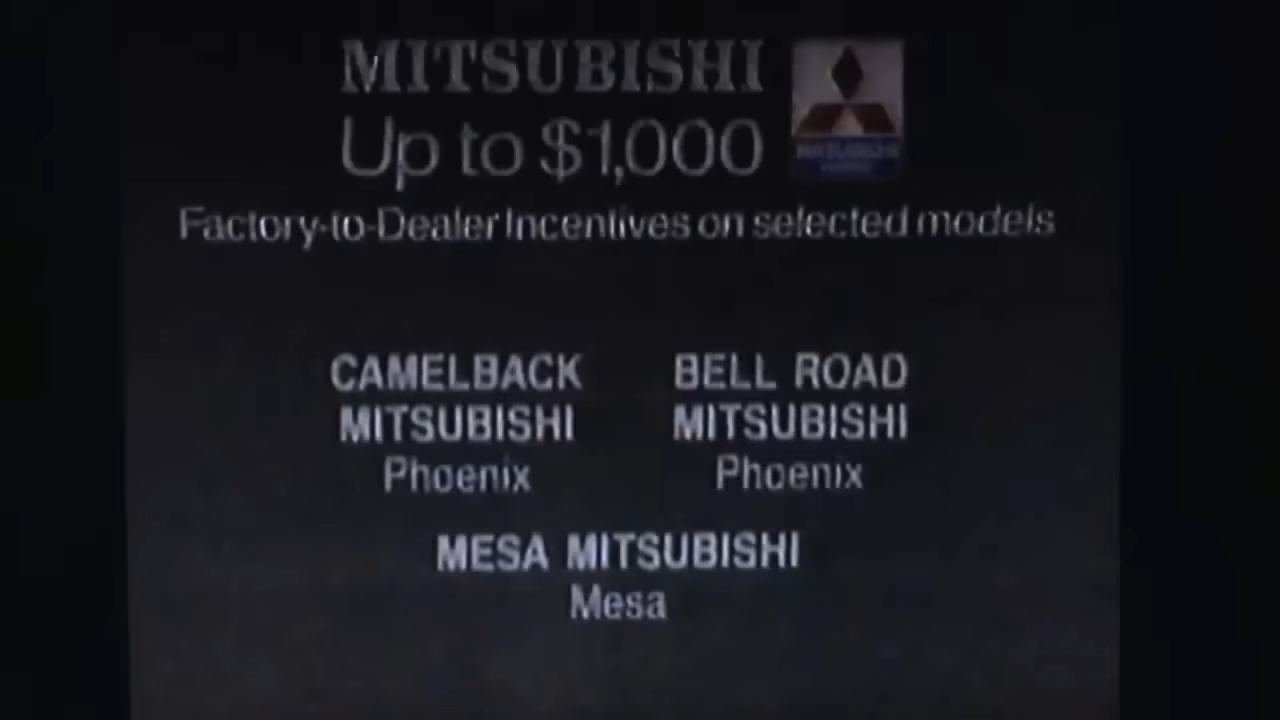 MITSUBISHI
Up to $1,000
Factory-to-Dealer Incentives on selected models
CAMELBACK
MITSUBISHI
Phoenix
BELL ROAD
MITSUBISHI
Phoenix
MESA MITSUBISHI
Mesa